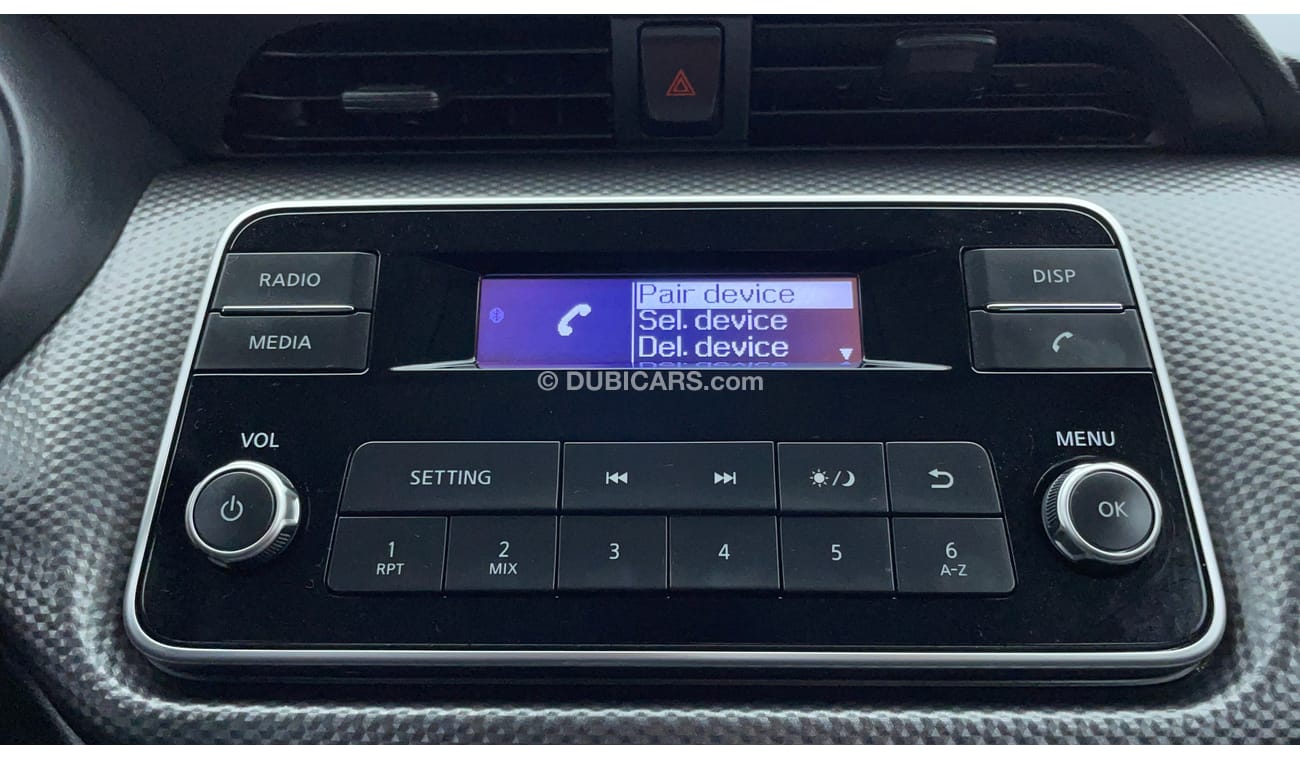 RADIO
DISP
Pair device
Sel. device
Del. device
MEDIA
© DUBICARS.com
VOL
MENU
SETTING
OK
1
RPT
2
MIX
3
4
5
6
A-Z